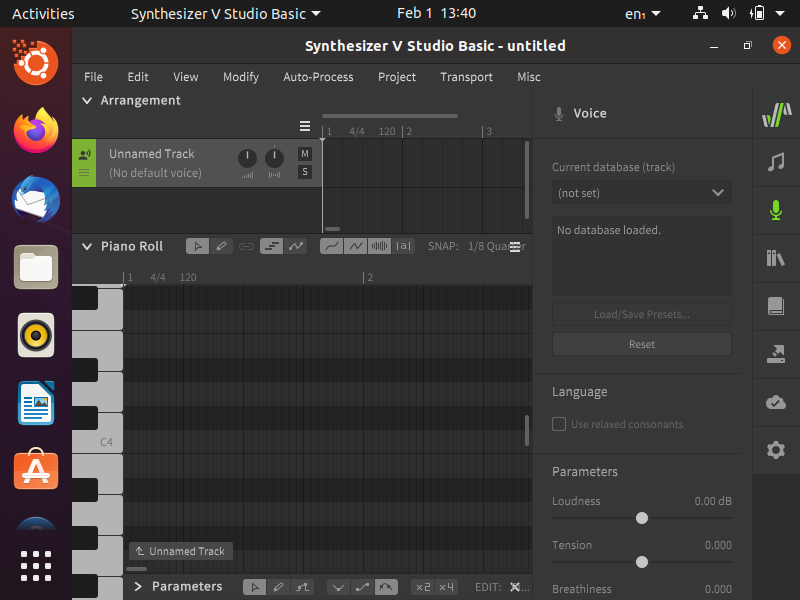 Activities Synthesizer V Studio Basic Feb 1 13:40 en₁
Synthesizer V Studio Basic - untitled
File Edit View Modify Auto-Process Project Transport Misc
Arrangement
1 4/4 120 2 3
Unnamed Track M
(No default voice) S
Piano Roll SNAP: 1/8 Quarter
1 4/4 120 2
C4
Unnamed Track
Parameters ×2 ×4 EDIT:
Voice
Current database (track)
(not set)
No database loaded.
Load/Save Presets...
Reset
Language
Use relaxed consonants
Parameters
Loudness 0.00 dB
Tension 0.000
Breathiness 0.000